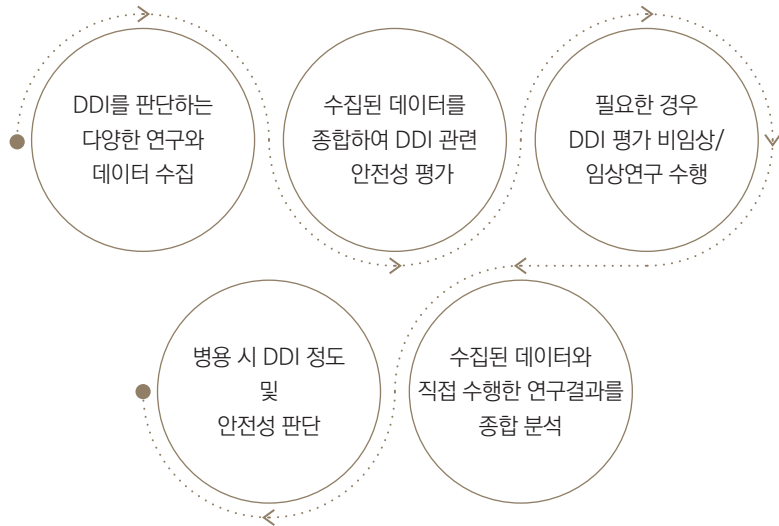 DDI를 판단하는
다양한 연구와
데이터 수집
수집된 데이터를
종합하여 DDI 관련
안전성 평가
필요한 경우
DDI 평가 비임상/
임상연구 수행
수집된 데이터와
직접 수행한 연구결과를
종합 분석
병용 시 DDI 정도
및
안전성 판단